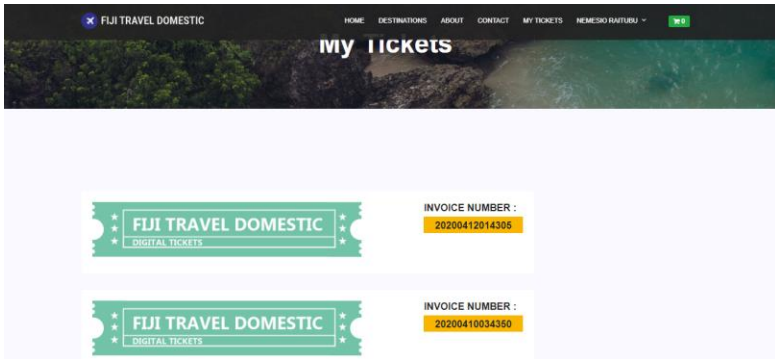 FIJI TRAVEL DOMESTIC
HOME DESTINATIONS ABOUT CONTACT MY TICKETS NEMESIO RAITUBU 0
My Tickets
FIJI TRAVEL DOMESTIC
DIGITAL TICKETS
INVOICE NUMBER :
20200412014305
FIJI TRAVEL DOMESTIC
DIGITAL TICKETS
INVOICE NUMBER :
20200410034350